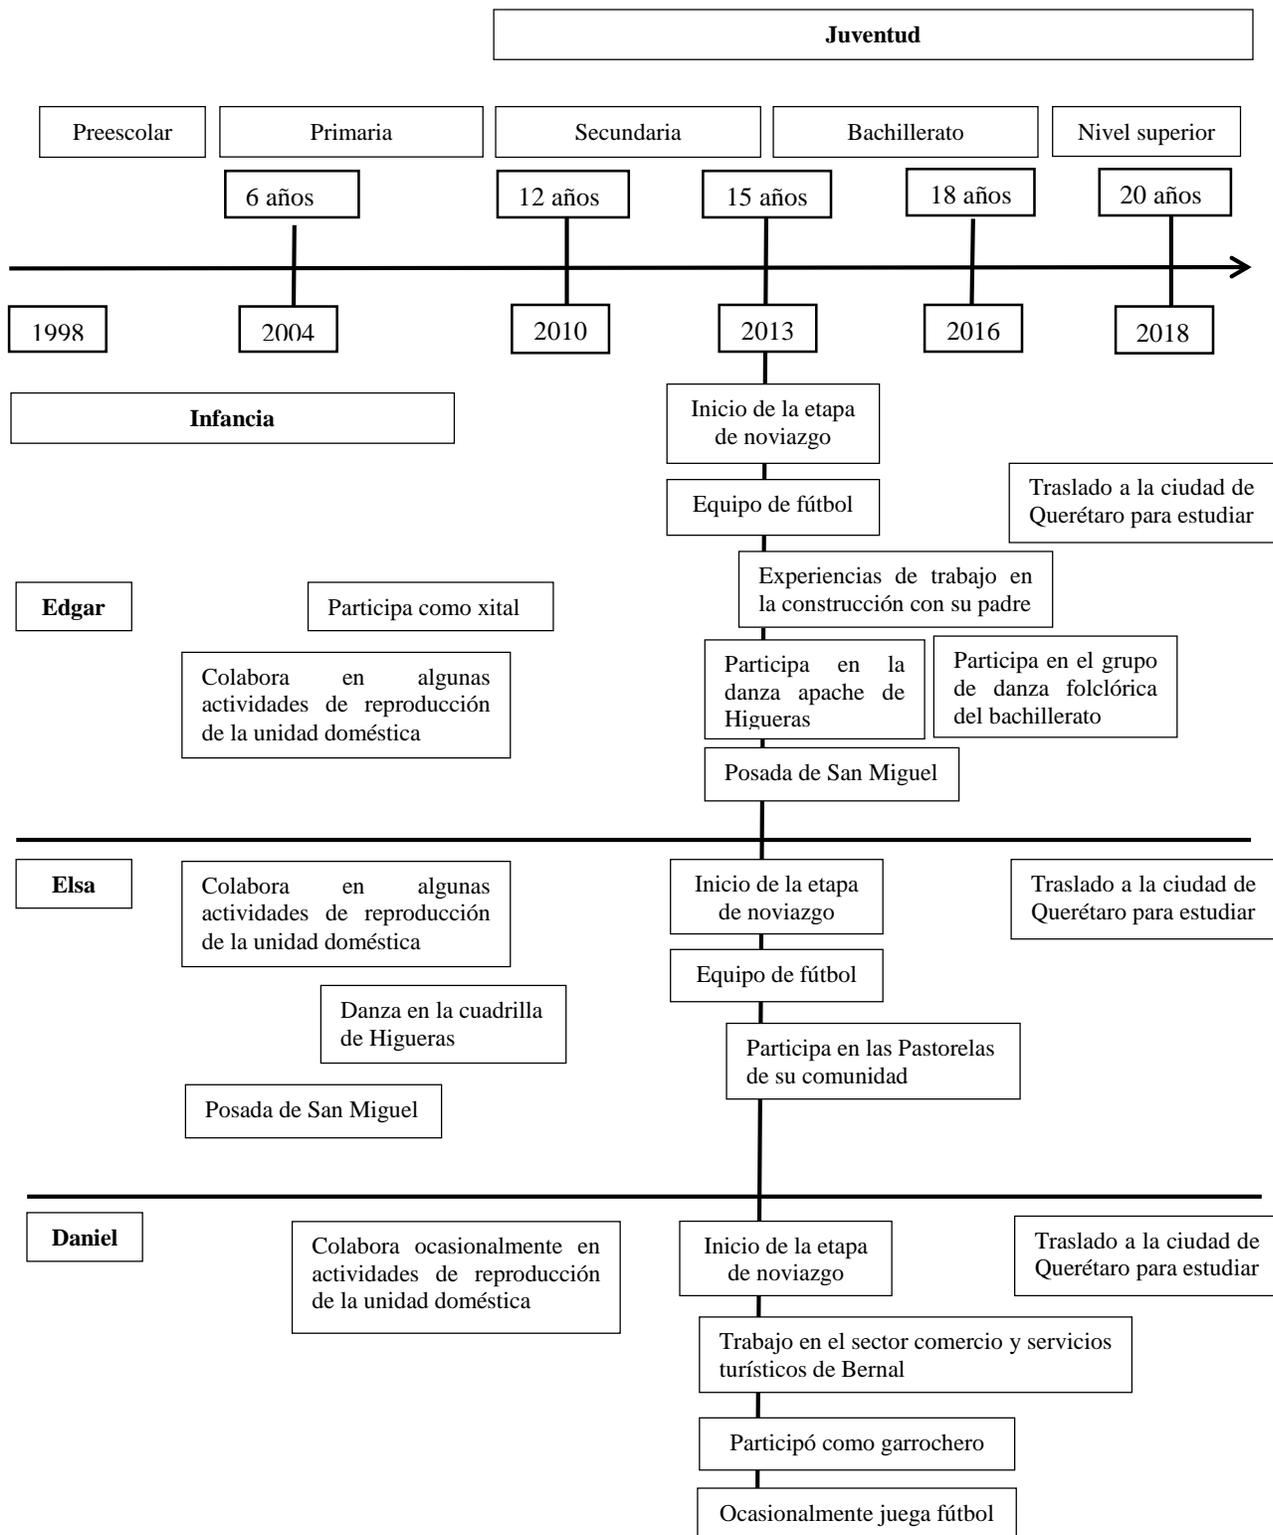 Juventud
Preescolar
Primaria
Secundaria
Bachillerato
Nivel superior
6 años
12 años
15 años
18 años
20 años
1998
2004
2010
2013
2016
2018
Infancia
Inicio de la etapa
de noviazgo
Equipo de fútbol
Traslado a la ciudad de
Querétaro para estudiar
Edgar
Participa como xital
Experiencias de trabajo en
la construcción con su padre
Colabora en algunas
actividades de reproducción
de la unidad doméstica
Participa en la
danza apache de
Higueras
Participa en el grupo
de danza folclórica
del bachillerato
Posada de San Miguel
Elsa
Colabora en algunas
actividades de reproducción
de la unidad doméstica
Inicio de la etapa
de noviazgo
Traslado a la ciudad de
Querétaro para estudiar
Equipo de fútbol
Danza en la cuadrilla
de Higueras
Participa en las Pastorelas
de su comunidad
Posada de San Miguel
Daniel
Colabora ocasionalmente en
actividades de reproducción
de la unidad doméstica
Inicio de la etapa
de noviazgo
Traslado a la ciudad de
Querétaro para estudiar
Trabajo en el sector comercio y servicios
turísticos de Bernal
Participó como garrochero
Ocasionalmente juega fútbol